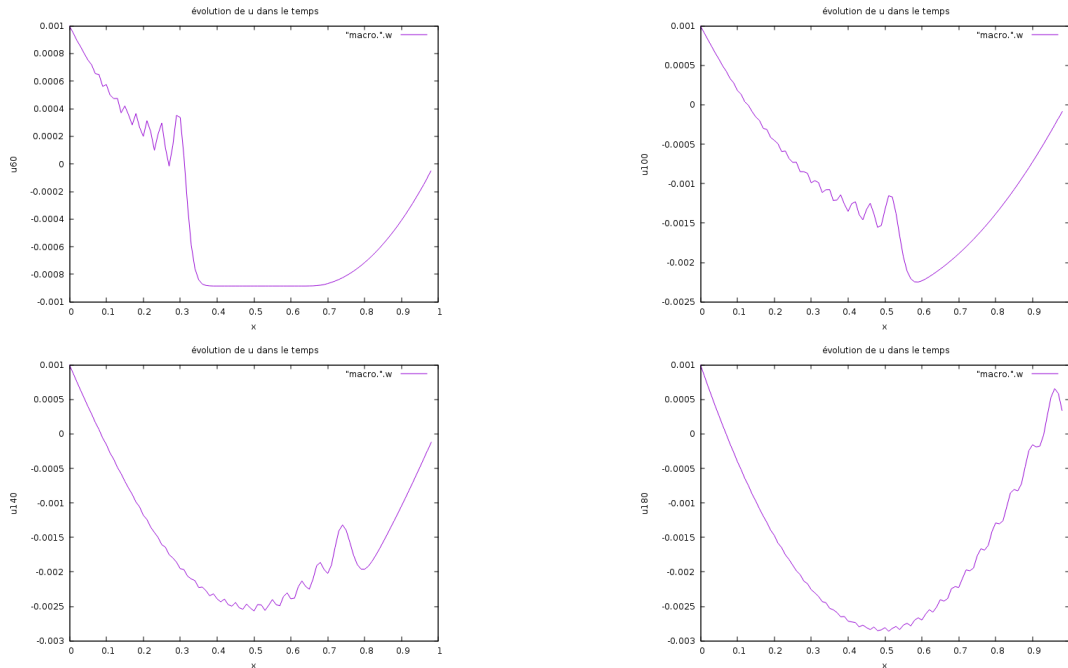 évolution de u dans le temps
"macro.".w
0.001
0.0008
0.0006
0.0004
0.0002
0
-0.0002
-0.0004
-0.0006
-0.0008
-0.001
u60
0 0.1 0.2 0.3 0.4 0.5 0.6 0.7 0.8 0.9 1
x
évolution de u dans le temps
"macro.".w
0.001
0.0005
0
-0.0005
-0.001
-0.0015
-0.002
-0.0025
u100
0 0.1 0.2 0.3 0.4 0.5 0.6 0.7 0.8 0.9
x
évolution de u dans le temps
"macro.".w
0.001
0.0005
0
-0.0005
-0.001
-0.0015
-0.002
-0.0025
-0.003
u140
0 0.1 0.2 0.3 0.4 0.5 0.6 0.7 0.8 0.9 1
x
évolution de u dans le temps
"macro.".w
0.001
0.0005
0
-0.0005
-0.001
-0.0015
-0.002
-0.0025
-0.003
u180
0 0.1 0.2 0.3 0.4 0.5 0.6 0.7 0.8 0.9
x